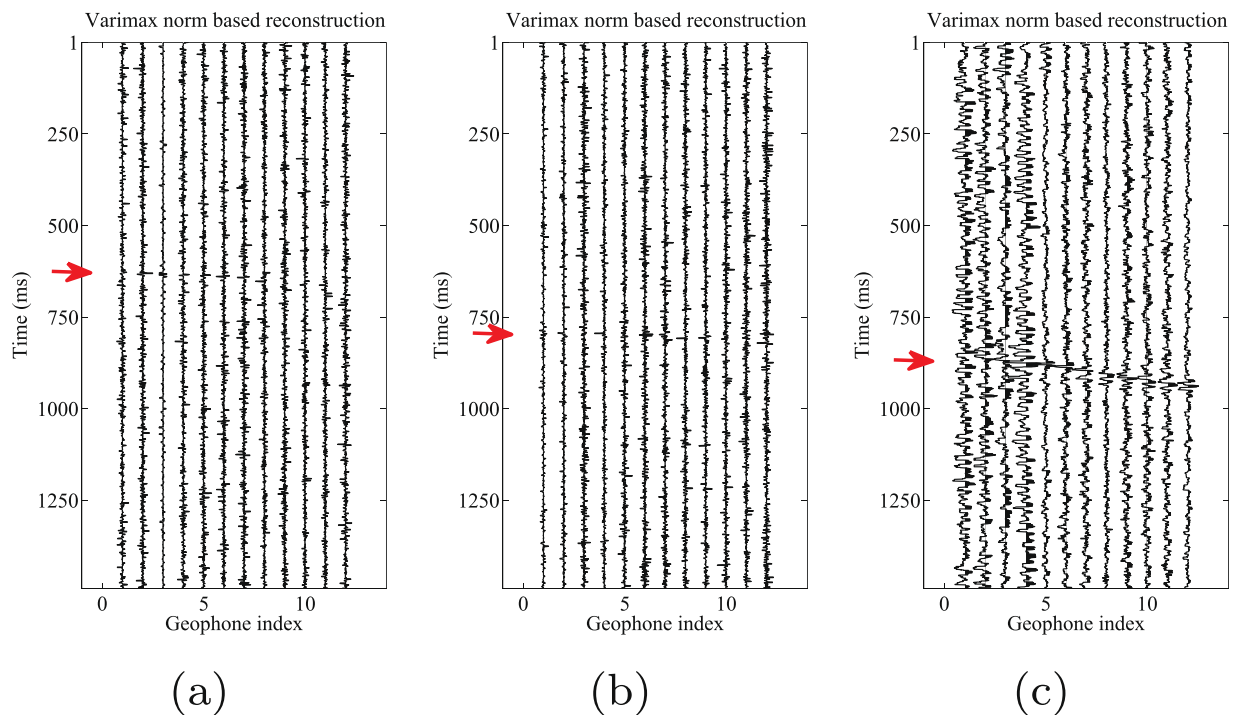 Varimax norm based reconstruction
1
250
500
750
1000
1250
Time (ms)
0 5 10
Geophone index
(a)
Varimax norm based reconstruction
1
250
500
750
1000
1250
Time (ms)
0 5 10
Geophone index
(b)
Varimax norm based reconstruction
1
250
500
750
1000
1250
Time (ms)
0 5 10
Geophone index
(c)